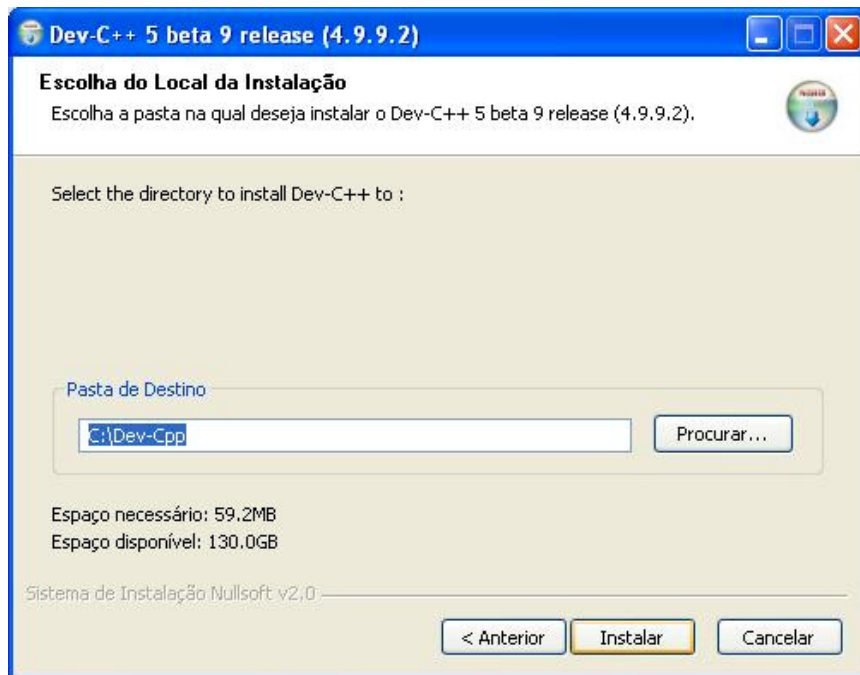 Dev-C++ 5 beta 9 release (4.9.9.2)
Escolha do Local da Instalação
Escolha a pasta na qual deseja instalar o Dev-C++ 5 beta 9 release (4.9.9.2).
Select the directory to install Dev-C++ to :
Pasta de Destino
C:\Dev-Cpp
Procurar...
Espaço necessário: 59.2MB
Espaço disponível: 130.0GB
Sistema de Instalação Nullsoft v2.0
< Anterior
Instalar
Cancelar